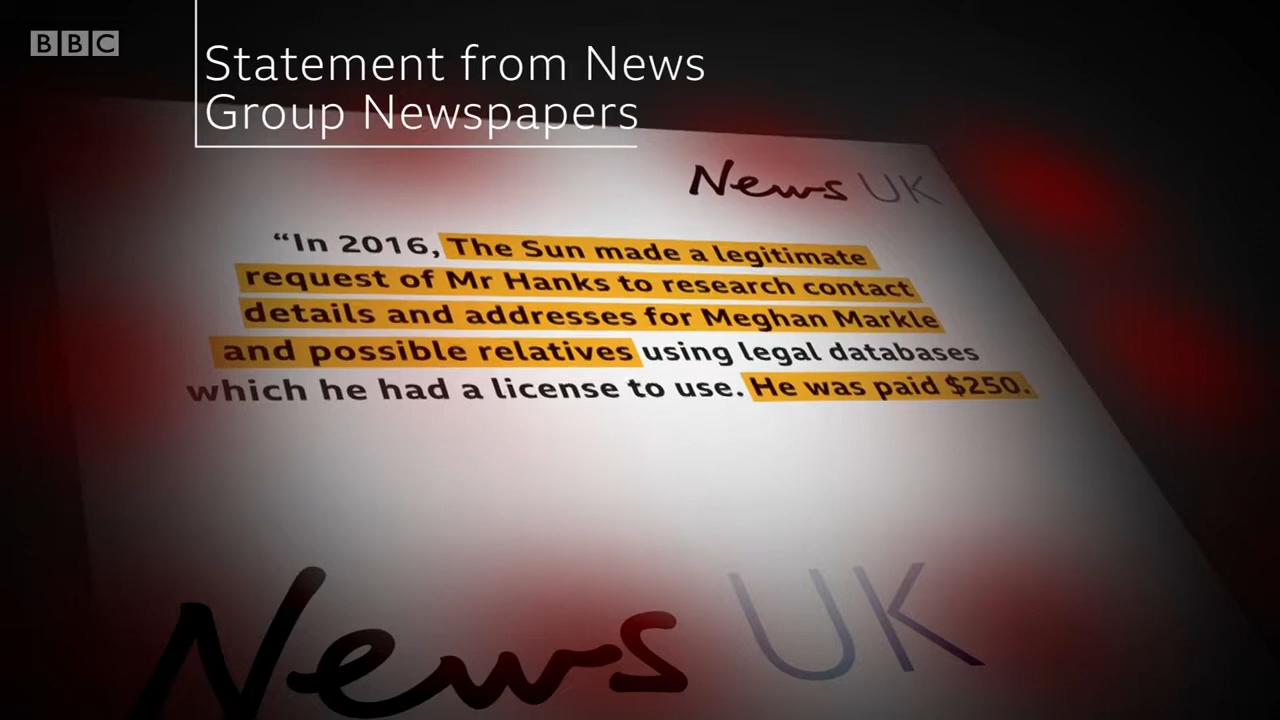 BBC
Statement from News
Group Newspapers
News UK
“In 2016, The Sun made a legitimate
request of Mr Hanks to research contact
details and addresses for Meghan Markle
and possible relatives using legal databases
which he had a license to use. He was paid $250.
News UK